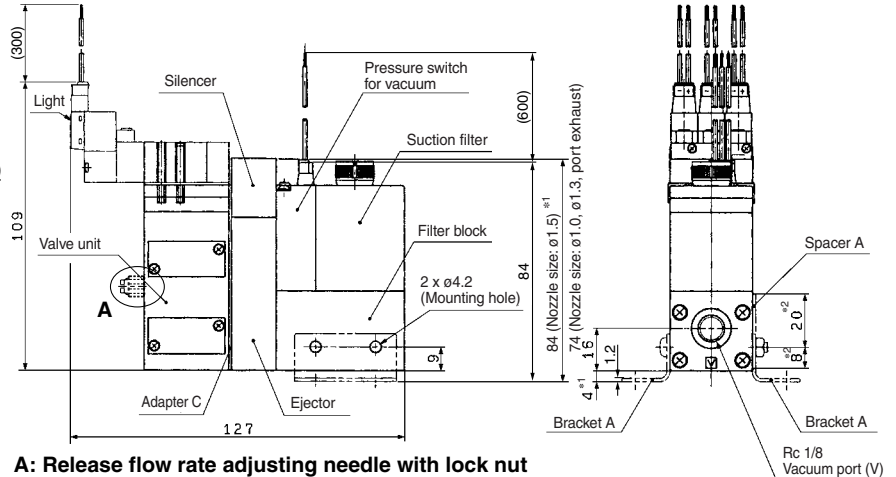 (300)
Light
Silencer
Pressure switch
for vacuum
Suction filter
(600)
109
Valve unit
Filter block
2 x ø4.2
(Mounting hole)
A
9
84
84 (Nozzle size: ø1.5) *1
74 (Nozzle size: ø1.0, ø1.3, port exhaust)
Adapter C
Ejector
127
Spacer A
20 *2
8 *2
16
1.2
4 *1
V
Bracket A
Bracket A
Rc 1/8
Vacuum port (V)
A: Release flow rate adjusting needle with lock nut